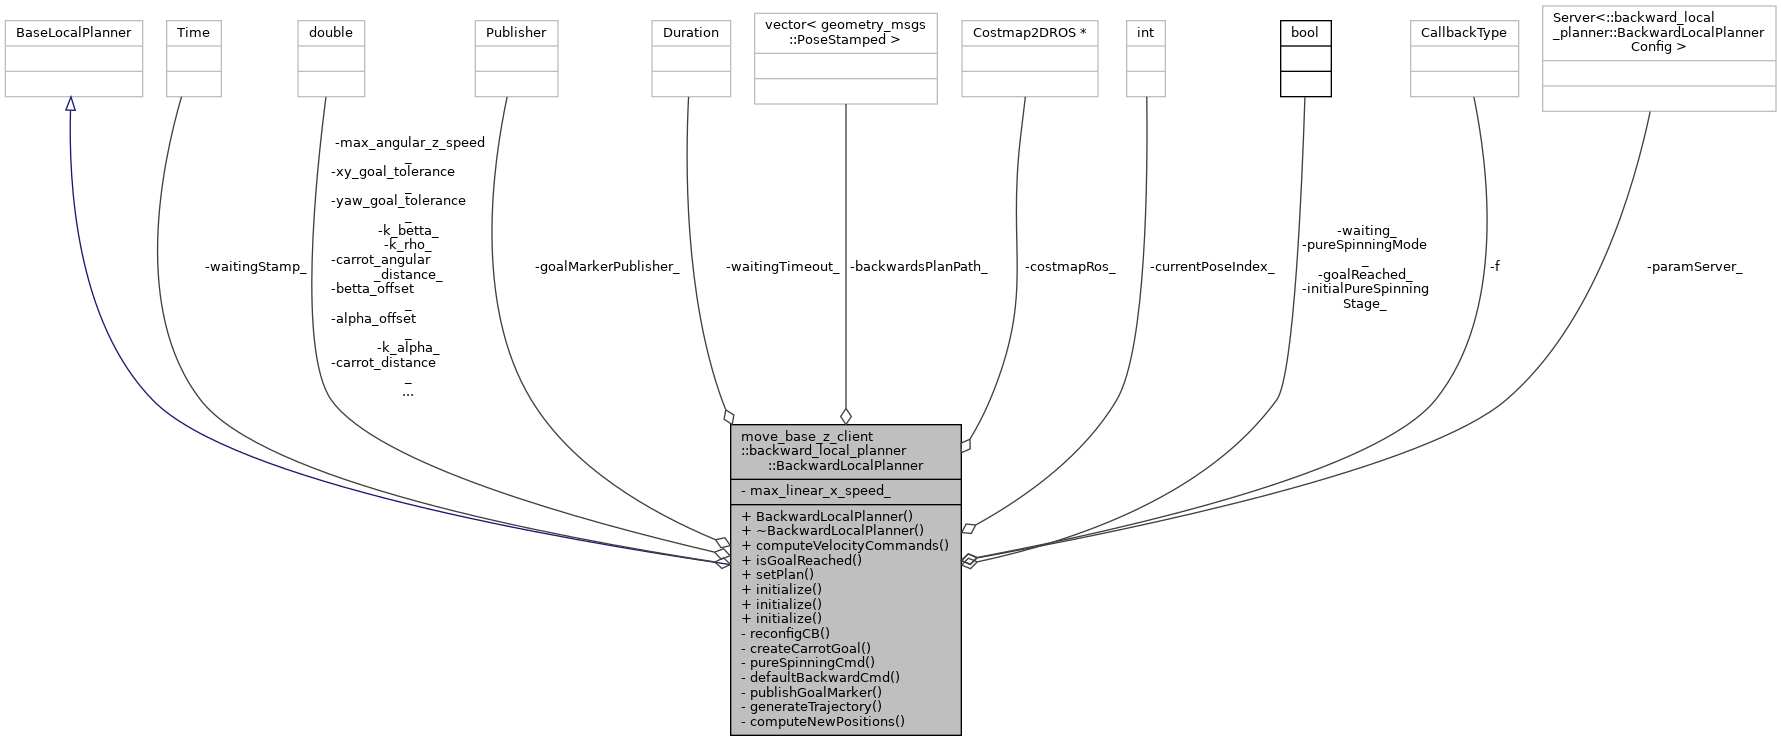 BaseLocalPlanner
Time
double
Publisher
Duration
vector< geometry_msgs
::PoseStamped >
Costmap2DROS *
int
bool
CallbackType
Server<::backward_local
_planner::BackwardLocalPlanner
Config >
-waitingStamp_
-max_angular_z_speed
_
-xy_goal_tolerance
_
-yaw_goal_tolerance
_
-k_betta_
-k_rho_
-carrot_angular
_distance_
-betta_offset
_
-alpha_offset
_
-k_alpha_
-carrot_distance
_
...
-goalMarkerPublisher_
-waitingTimeout_
-backwardsPlanPath_
-costmapRos_
-currentPoseIndex_
-waiting_
-pureSpinningMode
_
-goalReached_
-initialPureSpinning
Stage_
-f
-paramServer_
move_base_z_client
::backward_local_planner
::BackwardLocalPlanner
- max_linear_x_speed_
+ BackwardLocalPlanner()
+ ~BackwardLocalPlanner()
+ computeVelocityCommands()
+ isGoalReached()
+ setPlan()
+ initialize()
+ initialize()
+ initialize()
- reconfigCB()
- createCarrotGoal()
- pureSpinningCmd()
- defaultBackwardCmd()
- publishGoalMarker()
- generateTrajectory()
- computeNewPositions()